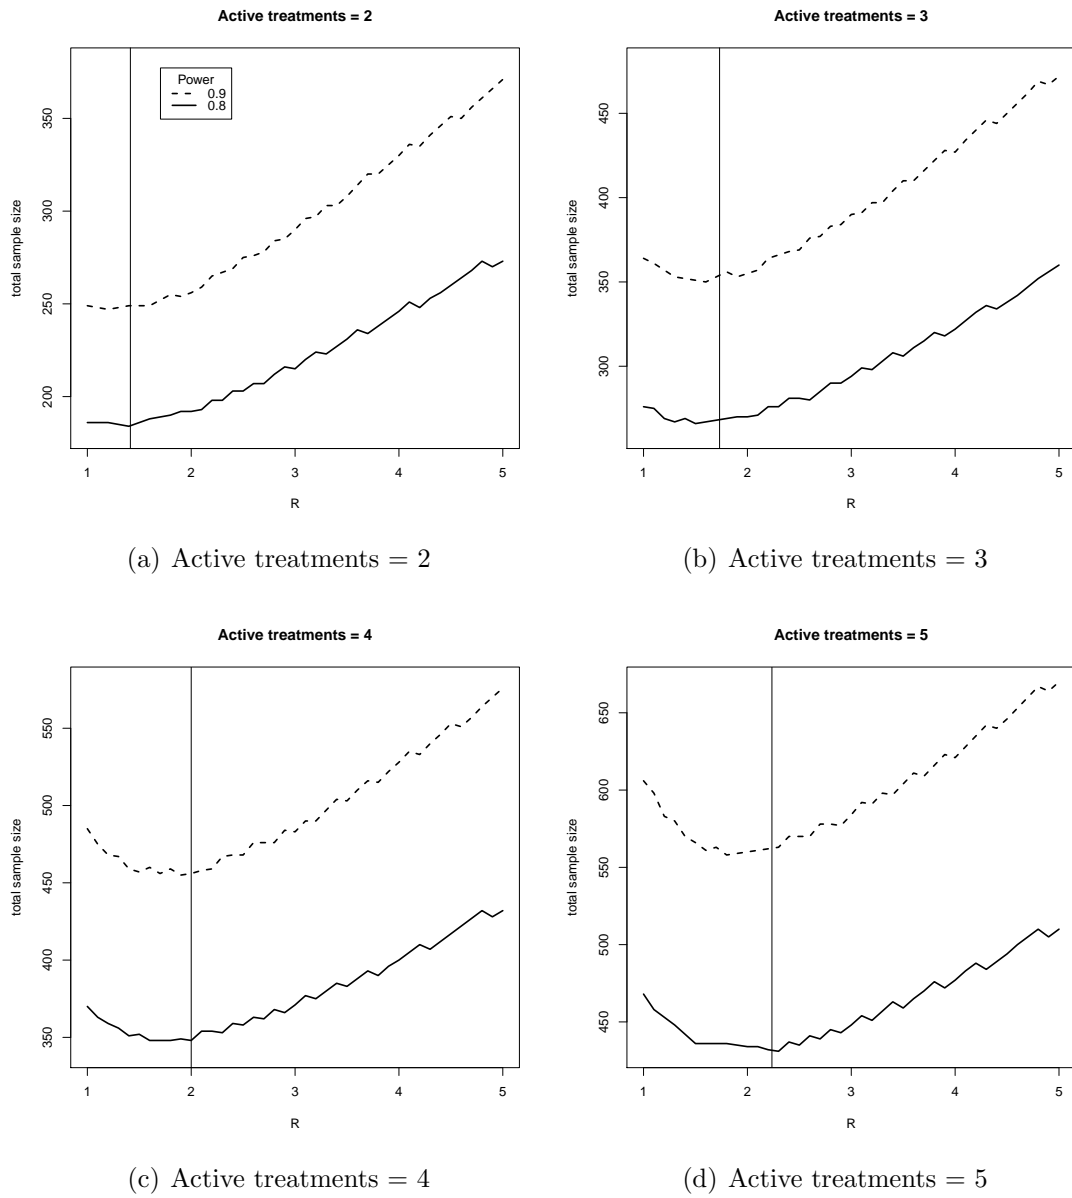 Active treatments = 2
Power
0.9
0.8
total sample size
350
300
250
200
1 2 3 4 5
R
(a) Active treatments = 2
Active treatments = 3
total sample size
450
400
350
300
1 2 3 4 5
R
(b) Active treatments = 3
Active treatments = 4
total sample size
550
500
450
400
350
1 2 3 4 5
R
(c) Active treatments = 4
Active treatments = 5
total sample size
650
600
550
500
450
1 2 3 4 5
R
(d) Active treatments = 5